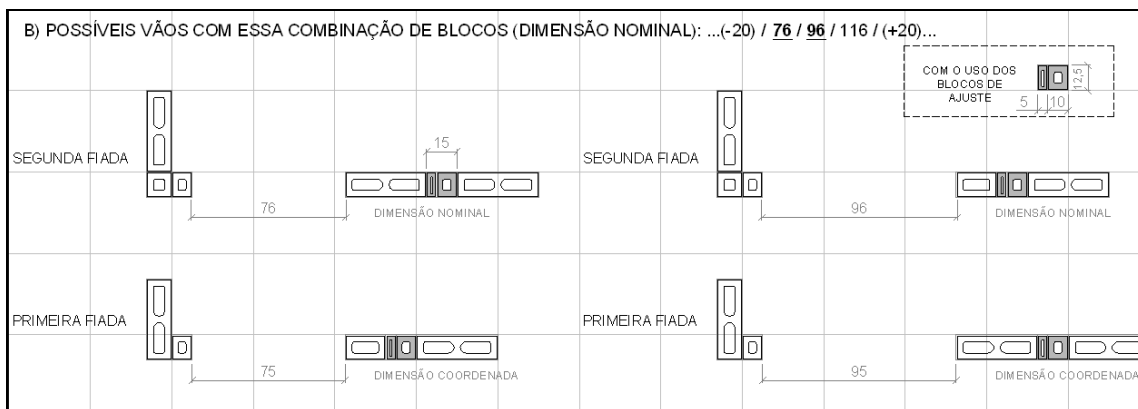 B) POSSÍVEIS VÃOS COM ESSA COMBINAÇÃO DE BLOCOS (DIMENSÃO NOMINAL): ...(-20) / 76 / 96 / 116 / (+20)...
COM O USO DOS
BLOCOS DE
AJUSTE
12,5
5 10
SEGUNDA FIADA
15
76
DIMENSÃO NOMINAL
SEGUNDA FIADA
96
DIMENSÃO NOMINAL
PRIMEIRA FIADA
75
DIMENSÃO COORDENADA
PRIMEIRA FIADA
95
DIMENSÃO COORDENADA